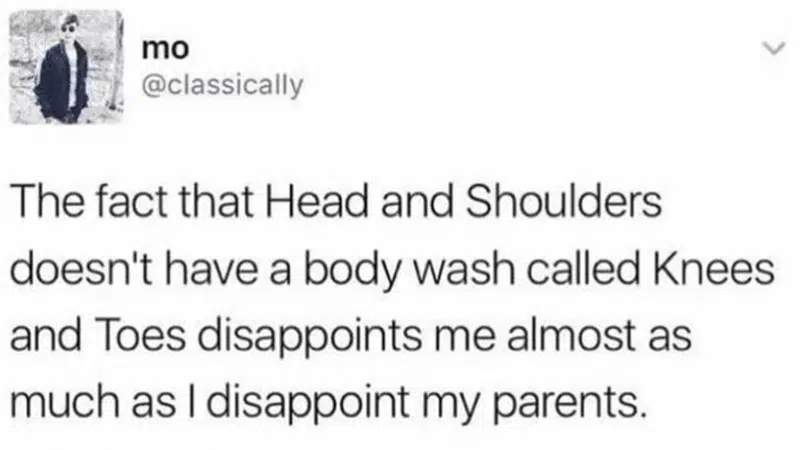 mo
@classically
The fact that Head and Shoulders
doesn't have a body wash called Knees
and Toes disappoints me almost as
much as I disappoint my parents.